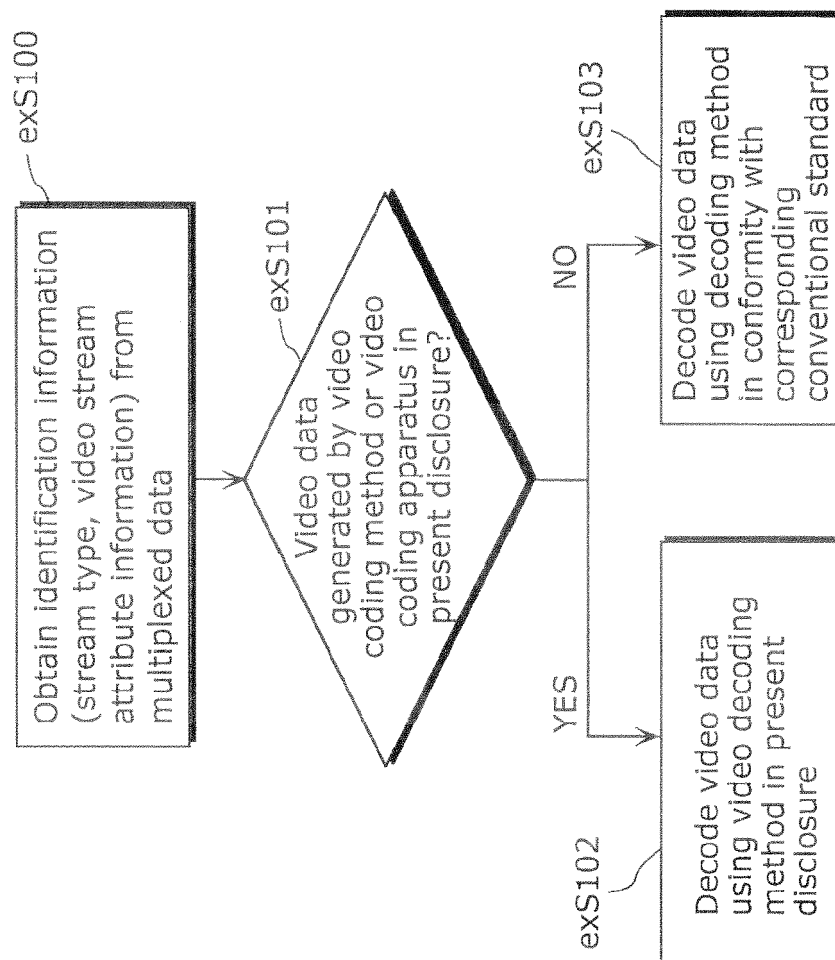 exS100
Obtain identification information
(stream type, video stream
attribute information) from
multiplexed data
exS101
Video data
generated by video
coding method or video
coding apparatus in
present disclosure?
YES
NO
exS102
Decode video data
using video decoding
method in present
disclosure
exS103
Decode video data
using decoding method
in conformity with
corresponding
conventional standard